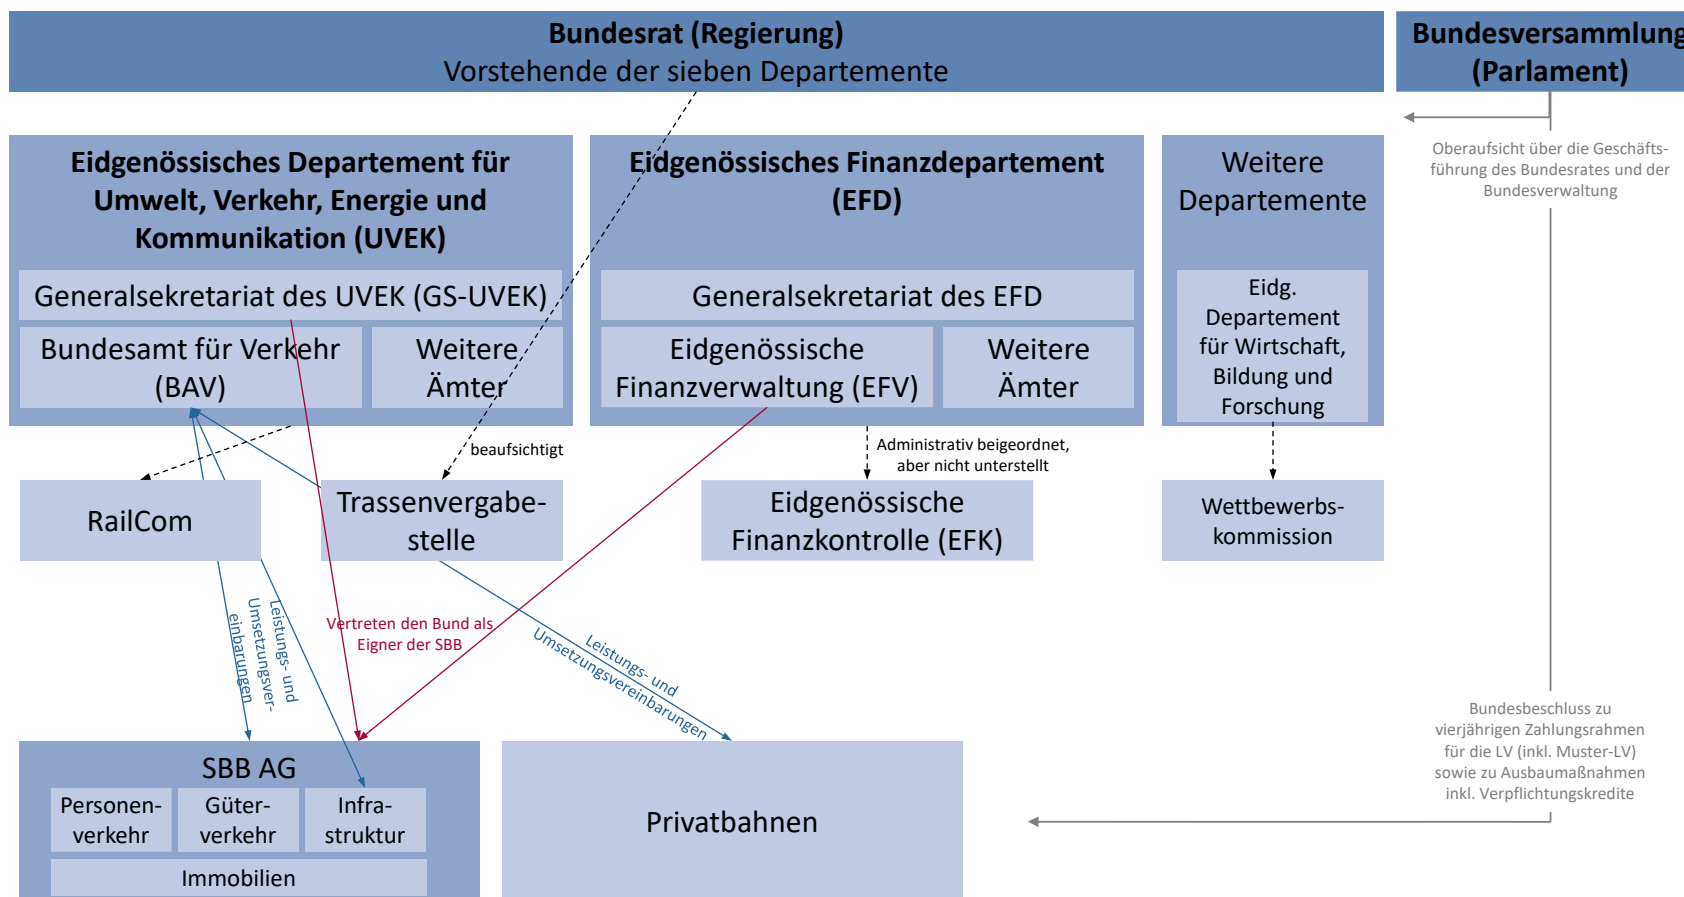 Bundesrat (Regierung)
Vorstehende der sieben Departemente
Bundesversammlung
(Parlament)
Oberaufsicht über die Geschäfts-
führung des Bundesrates und der
Bundesverwaltung
Eidgenössisches Departement für
Umwelt, Verkehr, Energie und
Kommunikation (UVEK)
Generalsekretariat des UVEK (GS-UVEK)
Bundesamt für Verkehr
(BAV)
Weitere
Ämter
Eidgenössisches Finanzdepartement
(EFD)
Generalsekretariat des EFD
Eidgenössische
Finanzverwaltung (EFV)
Weitere
Ämter
Weitere
Departemente
Eidg.
Departement
für Wirtschaft,
Bildung und
Forschung
beaufsichtigt
Administrativ beigeordnet,
aber nicht unterstellt
RailCom
Trassenvergabe-
stelle
Eidgenössische
Finanzkontrolle (EFK)
Wettbewerbs-
kommission
Leistungs- und
Umsetzungsver-
einbarungen
Vertreten den Bund als
Eigner der SBB
Leistungs- und
Umsetzungsvereinbarungen
Bundesbeschluss zu
vierjährigen Zahlungsrahmen
für die LV (inkl. Muster-LV)
sowie zu Ausbaumaßnahmen
inkl. Verpflichtungskredite
SBB AG
Personen-
verkehr
Güter-
verkehr
Infra-
struktur
Immobilien
Privatbahnen